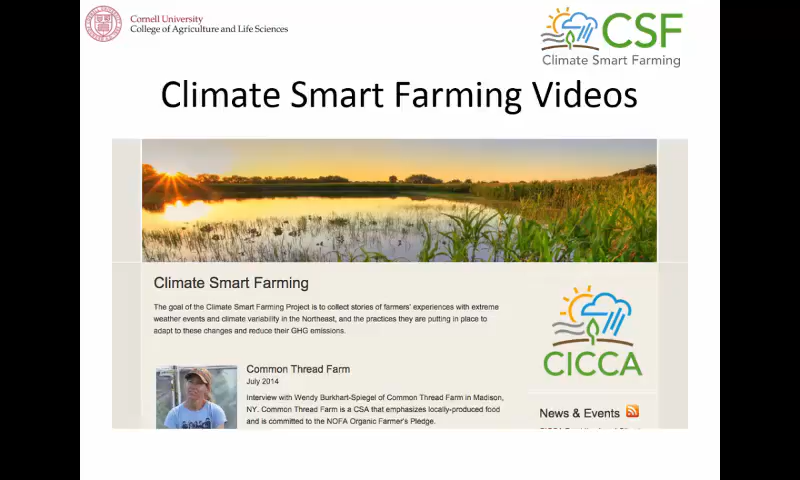 Cornell University
College of Agriculture and Life Sciences
CSF
Climate Smart Farming
Climate Smart Farming Videos
Climate Smart Farming
The goal of the Climate Smart Farming Project is to collect stories of farmers' experiences with extreme
weather events and climate variability in the Northeast, and the practices they are putting in place to
adapt to these changes and reduce their GHG emissions.
CICCA
Common Thread Farm
July 2014
Interview with Wendy Burkhart-Spiegel of Common Thread Farm in Madison,
NY. Common Thread Farm is a CSA that emphasizes locally-produced food
and is committed to the NOFA Organic Farmer's Pledge.
News & Events